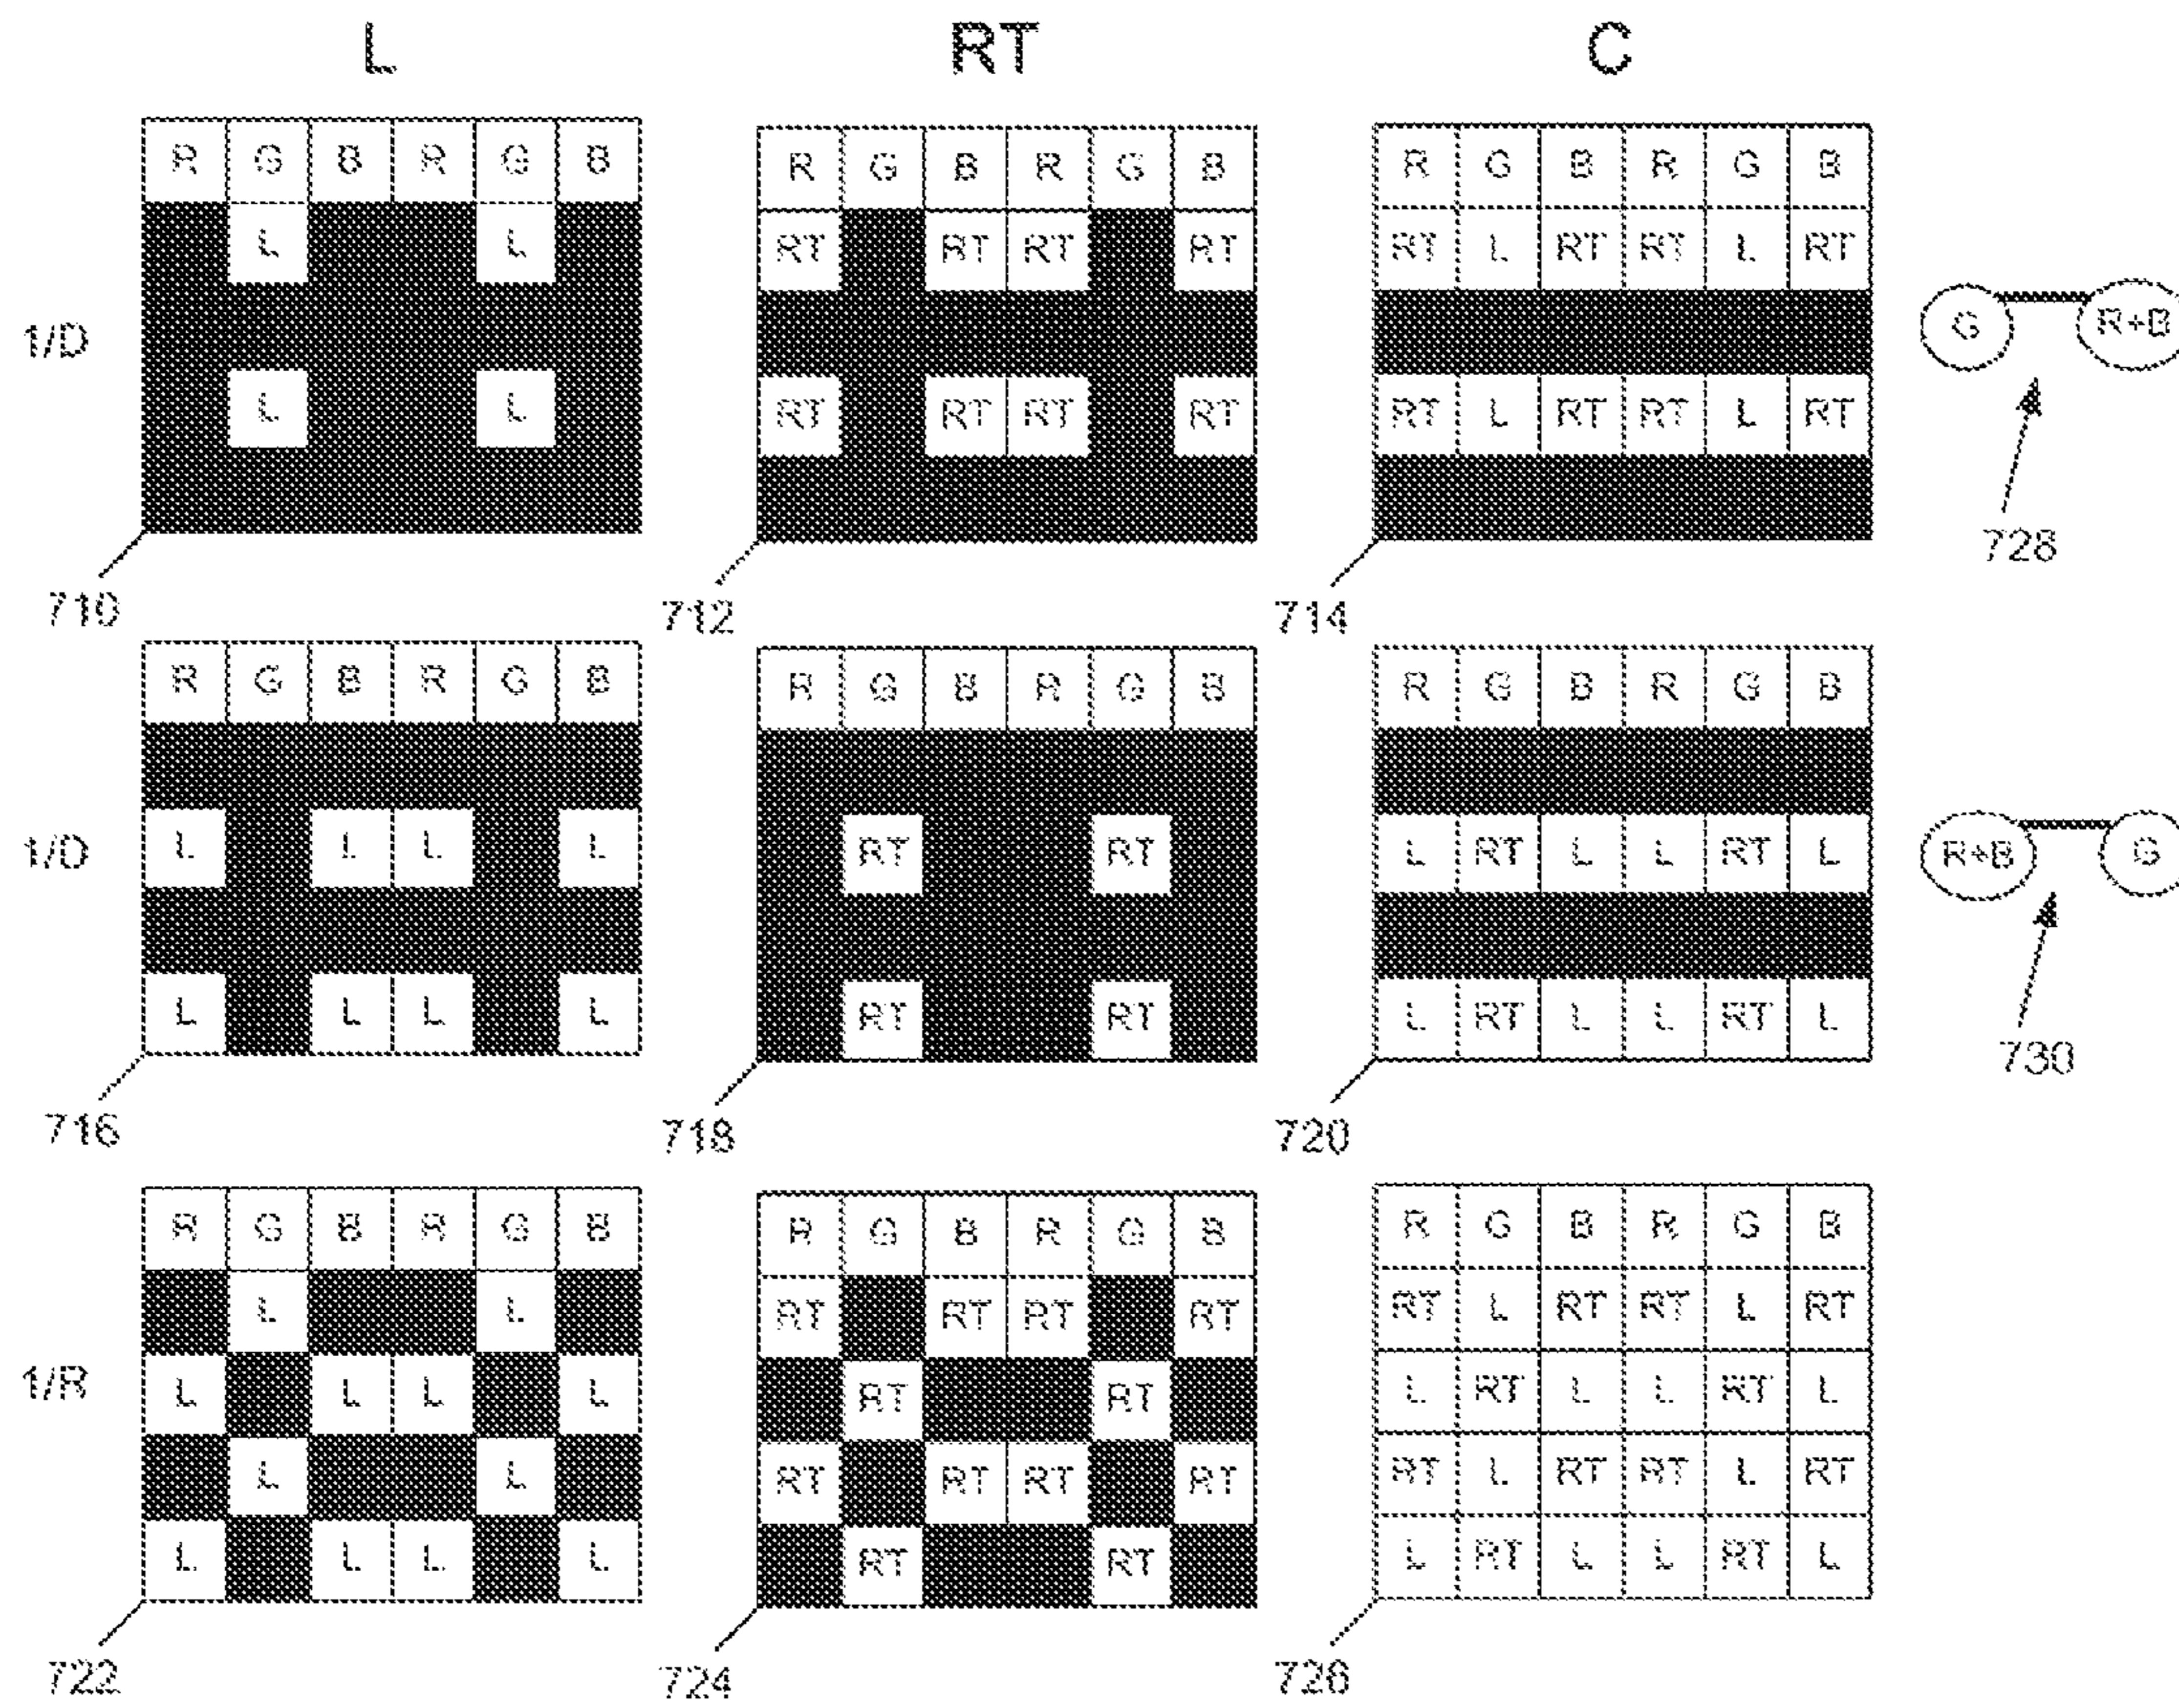 L RT C
R G B R G B
L L
L L
1/D
710
R G B R G B
RT RT RT RT
RT RT RT RT
712
R G B R G B
RT L RT RT L RT
RT L RT RT L RT
714
G R+B
728
R G B R G B
L L L L
L L L L
1/D
716
R G B R G B
RT RT
RT RT
718
R G B R G B
L RT L L RT L
L RT L L RT L
720
R+B G
730
R G B R G B
L L
L L L L
L L
L L L L
1/R
722
R G B R G B
RT RT RT RT
RT RT
RT RT RT RT
RT RT
724
R G B R G B
RT L RT RT L RT
L RT L L RT L
RT L RT RT L RT
L RT L L RT L
726